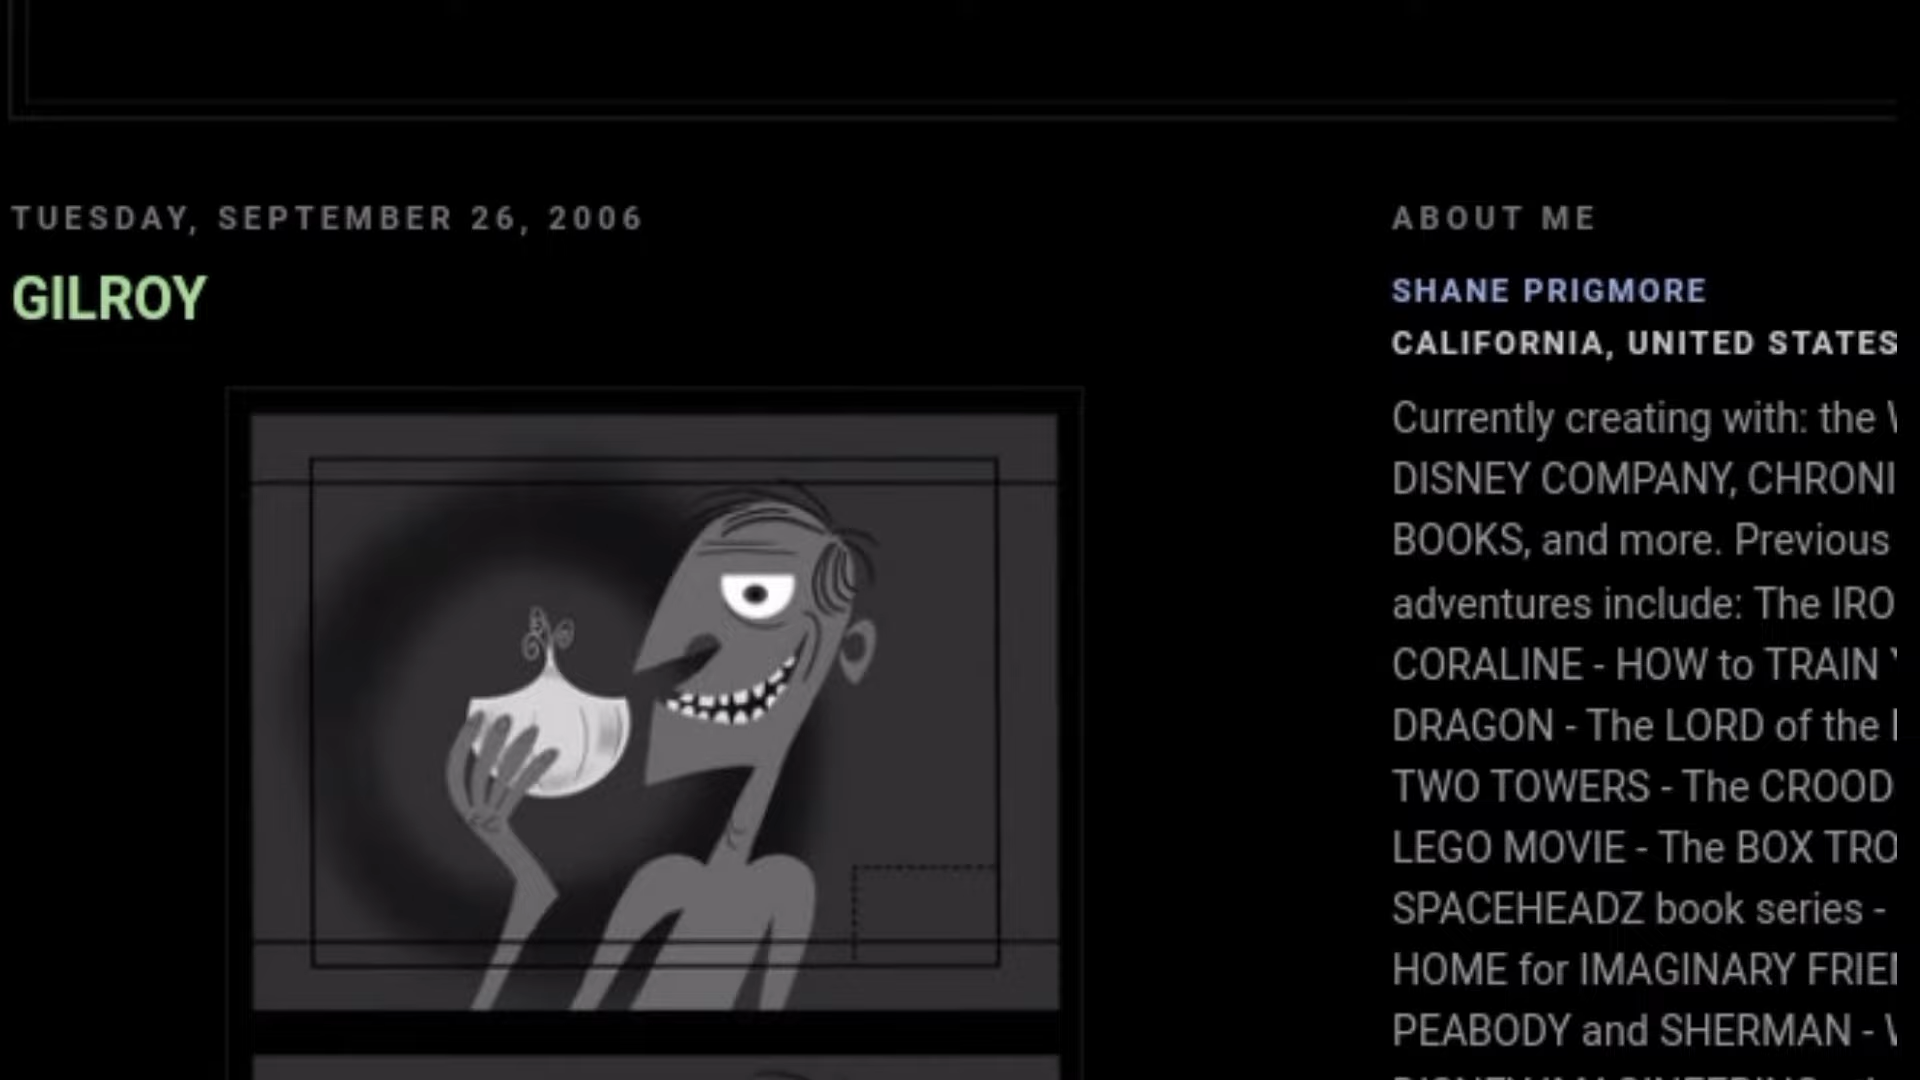 TUESDAY, SEPTEMBER 26, 2006
GILROY
ABOUT ME
SHANE PRIGMORE
CALIFORNIA, UNITED STATES
Currently creating with: the
DISNEY COMPANY, CHRONI
BOOKS, and more. Previous
adventures include: The IRO
CORALINE - HOW to TRAIN
DRAGON - The LORD of the
TWO TOWERS - The CROOD
LEGO MOVIE - The BOX TRO
SPACEHEADZ book series -
HOME for IMAGINARY FRIE
PEABODY and SHERMAN -